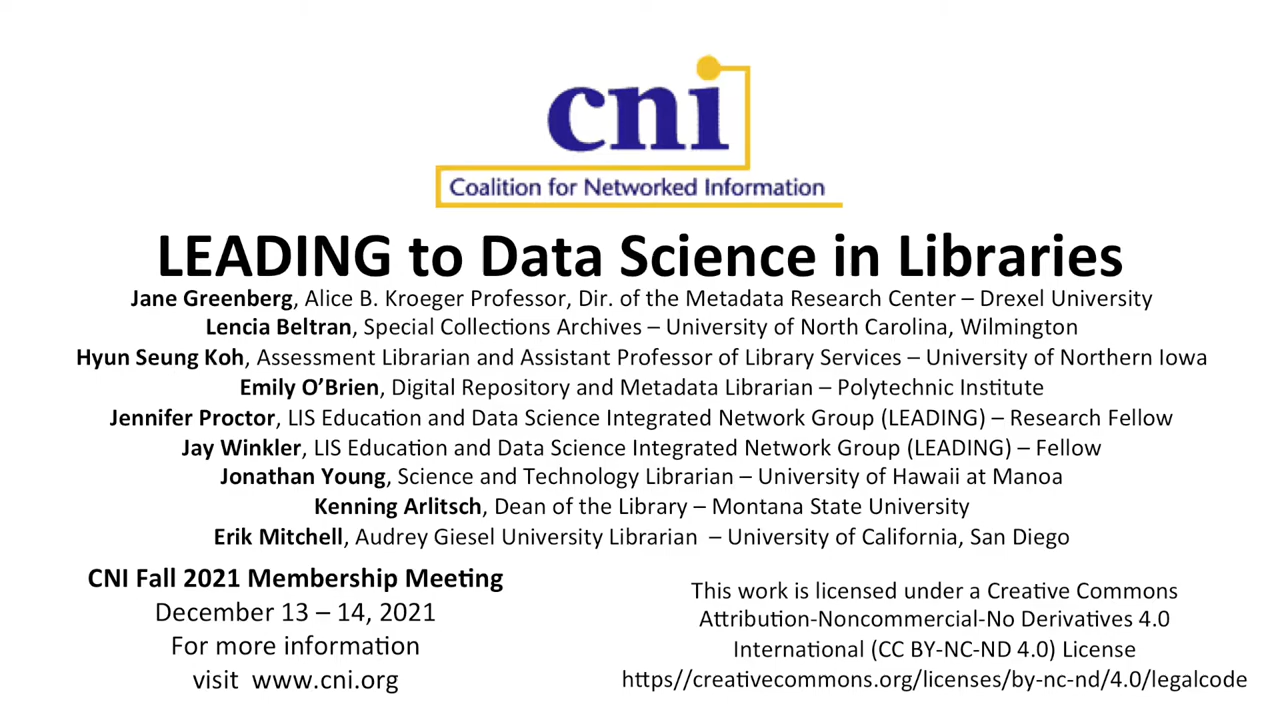 cni
Coalition for Networked Information
LEADING to Data Science in Libraries
Jane Greenberg, Alice B. Kroeger Professor, Dir. of the Metadata Research Center – Drexel University
Lencia Beltran, Special Collections Archives – University of North Carolina, Wilmington
Hyun Seung Koh, Assessment Librarian and Assistant Professor of Library Services – University of Northern Iowa
Emily O’Brien, Digital Repository and Metadata Librarian – Polytechnic Institute
Jennifer Proctor, LIS Education and Data Science Integrated Network Group (LEADING) – Research Fellow
Jay Winkler, LIS Education and Data Science Integrated Network Group (LEADING) – Fellow
Jonathan Young, Science and Technology Librarian – University of Hawaii at Manoa
Kenning Arlitsch, Dean of the Library – Montana State University
Erik Mitchell, Audrey Giesel University Librarian – University of California, San Diego
CNI Fall 2021 Membership Meeting
December 13 – 14, 2021
For more information
visit www.cni.org
This work is licensed under a Creative Commons
Attribution-Noncommercial-No Derivatives 4.0
International (CC BY-NC-ND 4.0) License
https//creativecommons.org/licenses/by-nc-nd/4.0/legalcode